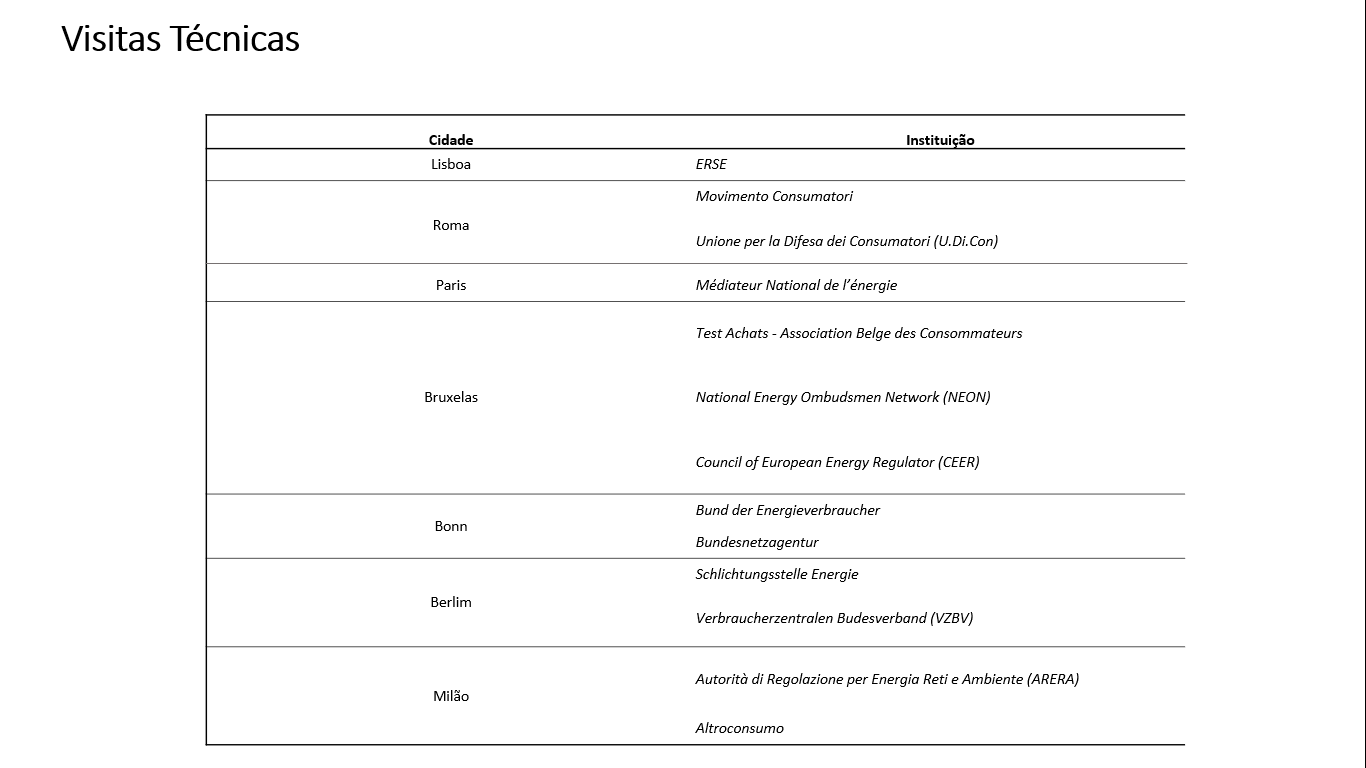 Visitas Técnicas
Cidade Instituição
Lisboa ERSE
Movimento Consumatori
Roma
Unione per la Difesa dei Consumatori (U.Di.Con)
Paris Médiateur National de l’énergie
Test Achats - Association Belge des Consommateurs
Bruxelas National Energy Ombudsmen Network (NEON)
Council of European Energy Regulator (CEER)
Bund der Energieverbraucher
Bonn
Bundesnetzagentur
Schlichtungsstelle Energie
Berlim
Verbraucherzentralen Budesverband (VZBV)
Autorità di Regolazione per Energia Reti e Ambiente (ARERA)
Milão
Altroconsumo